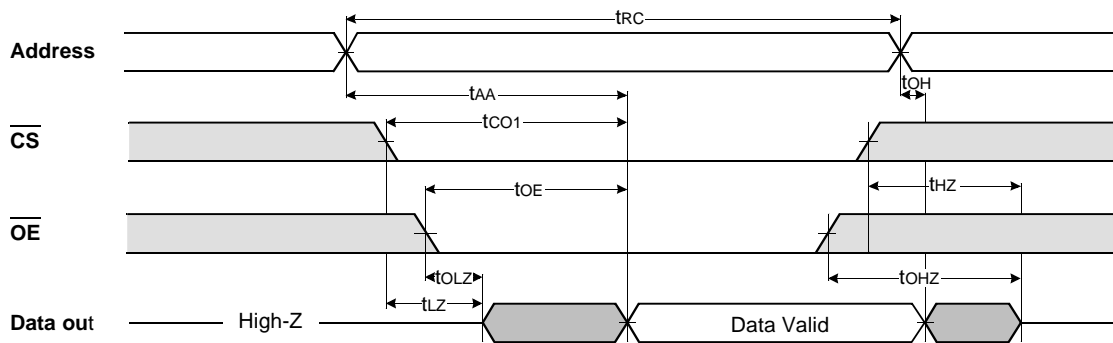 tRC
Address
tOH
tAA
tCO1
CS
tHZ
tOE
OE
tOLZ
tOHZ
tLZ
Data out
High-Z
Data Valid